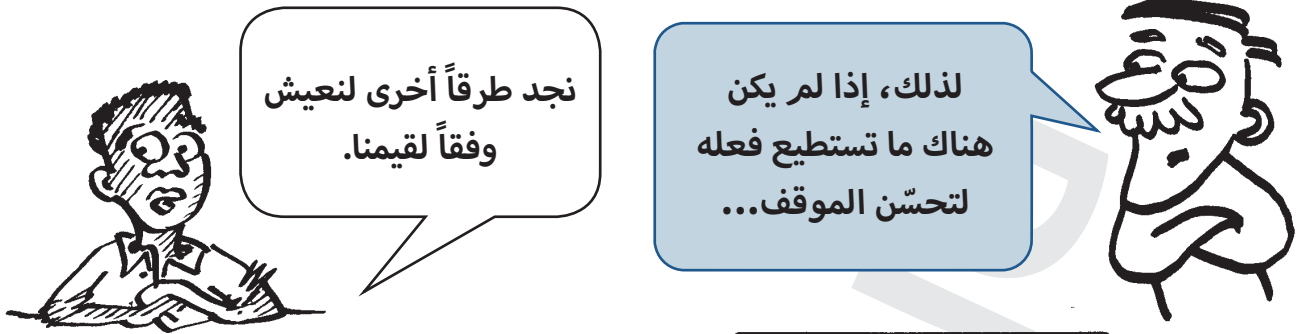 لذلك، إذا لم يكن
هناك ما تستطيع فعله
لتحسّن الموقف...
نجد طرقاً أخرى لنعيش
وفقاً لقيمنا.